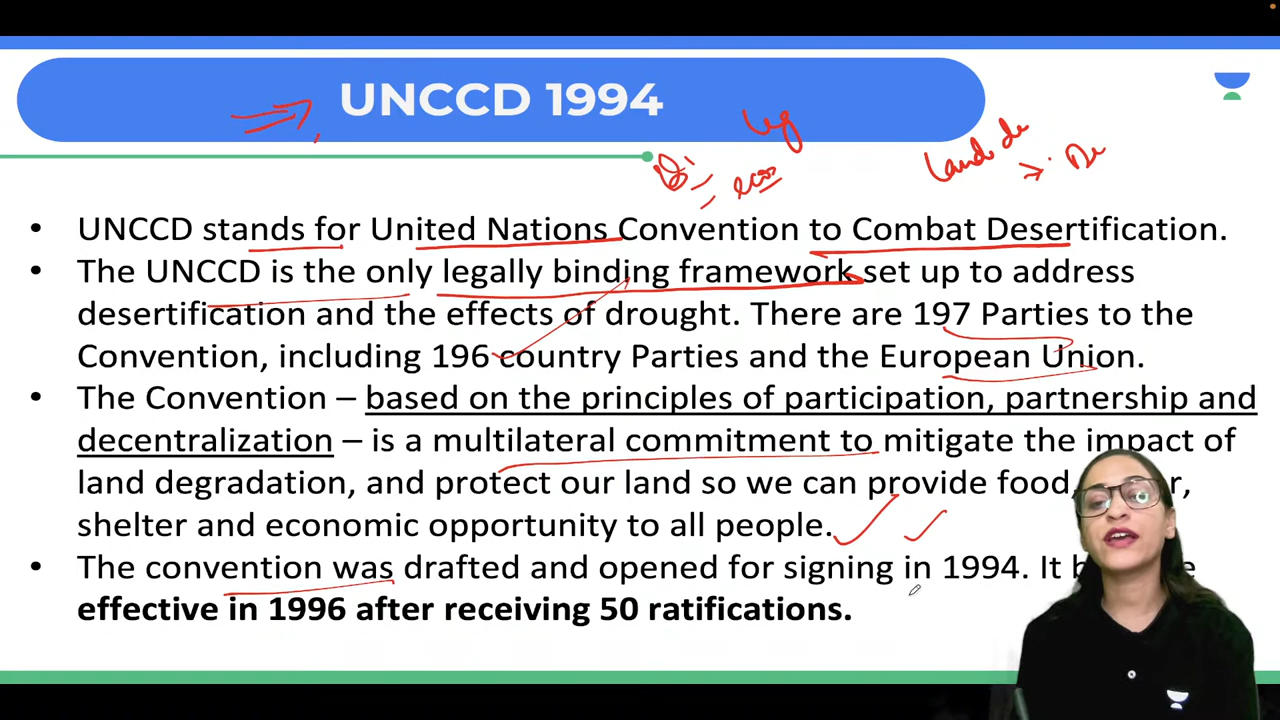 UNCCD 1994
leg
eco
Land de
De
• UNCCD stands for United Nations Convention to Combat Desertification.
• The UNCCD is the only legally binding framework set up to address
desertification and the effects of drought. There are 197 Parties to the
Convention, including 196 country Parties and the European Union.
• The Convention – based on the principles of participation, partnership and
decentralization – is a multilateral commitment to mitigate the impact of
land degradation, and protect our land so we can provide food,
shelter and economic opportunity to all people.
• The convention was drafted and opened for signing in 1994. It
effective in 1996 after receiving 50 ratifications.